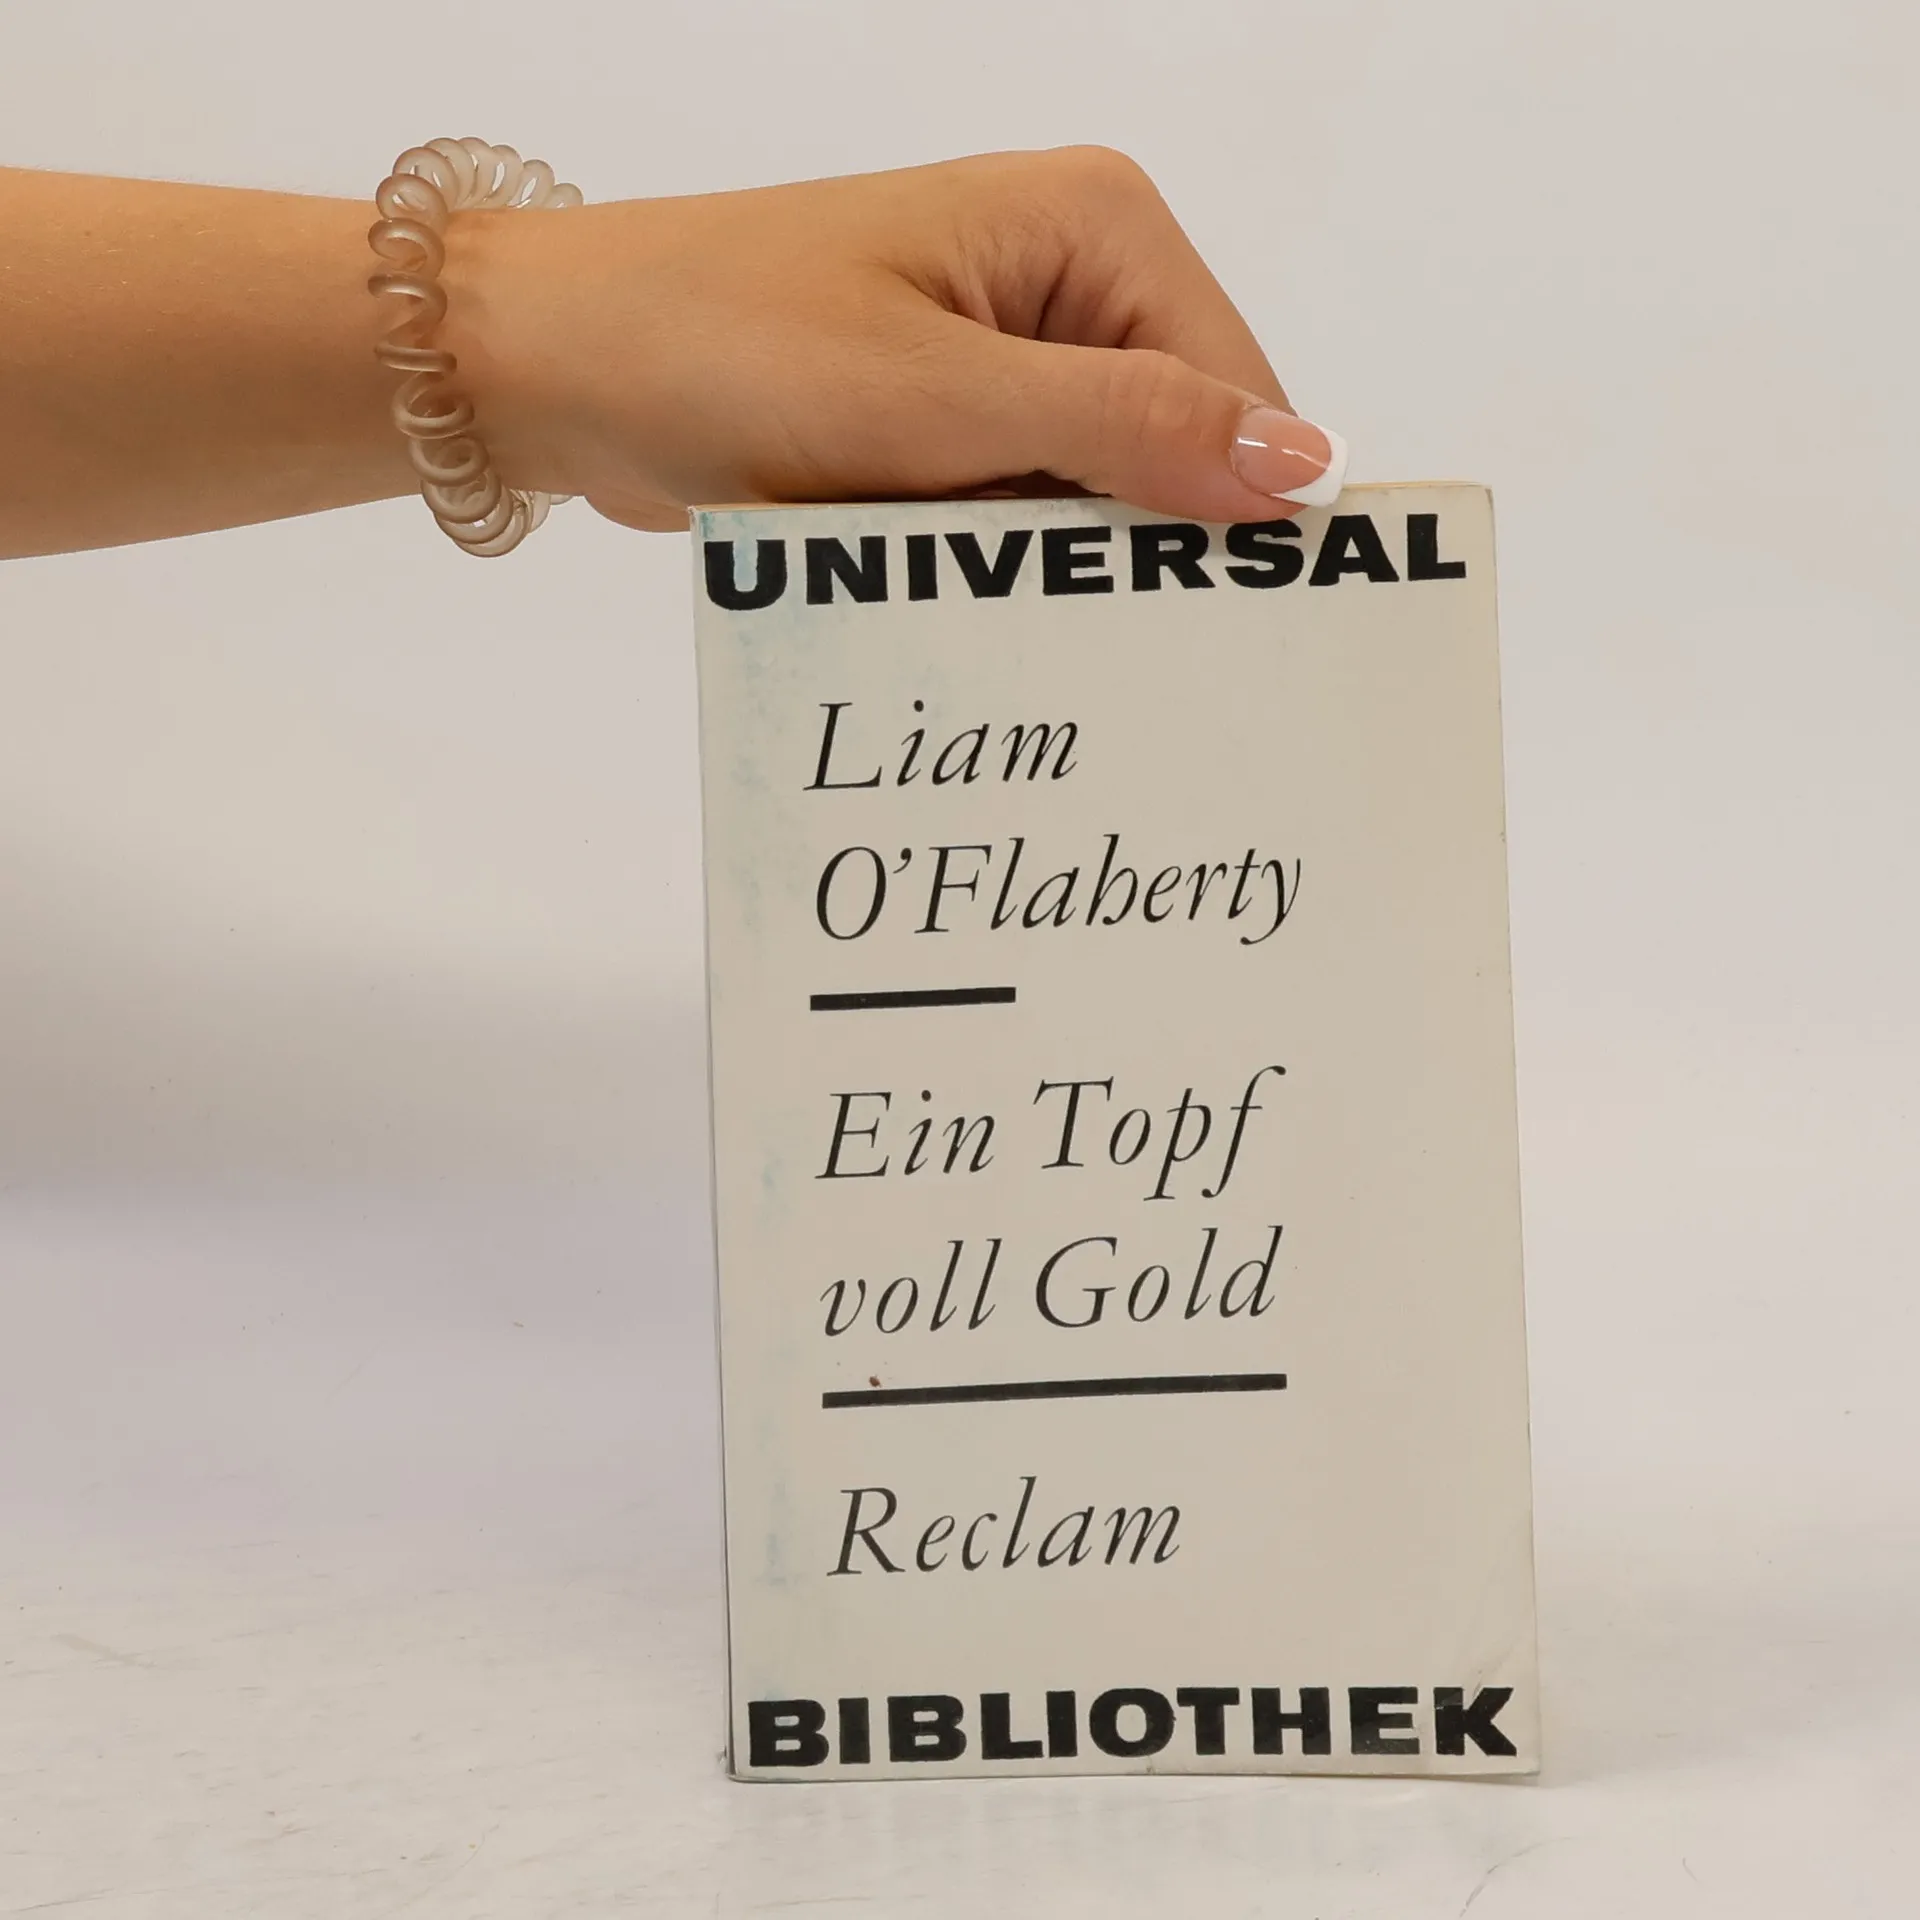 UNIVERSAL
Liam
O'Flaherty
Ein Topf
voll Gold
Reclam
BIBLIOTHEK